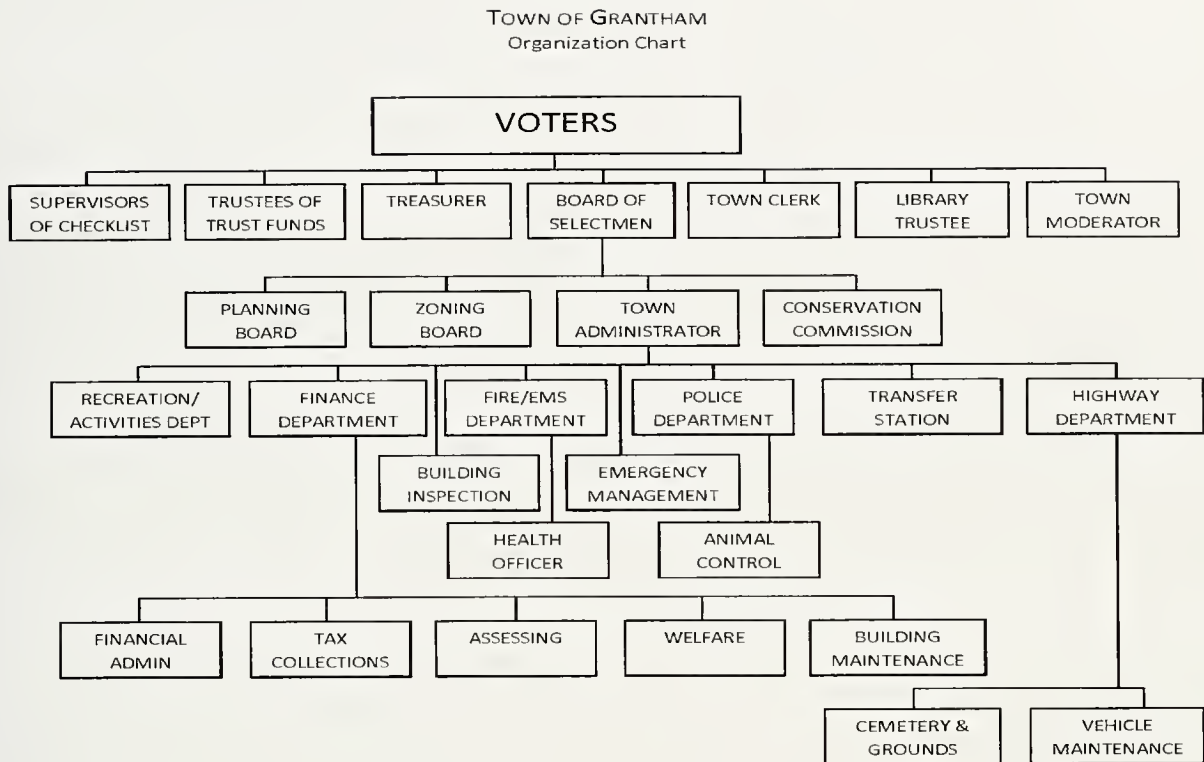 TOWN OF GRANTHAM
Organization Chart
VOTERS
SUPERVISORS
OF CHECKLIST
TRUSTEES OF
TRUST FUNDS
TREASURER
BOARD OF
SELECTMEN
TOWN CLERK
LIBRARY
TRUSTEE
TOWN
MODERATOR
PLANNING
BOARD
ZONING
BOARD
TOWN
ADMINISTRATOR
CONSERVATION
COMMISSION
RECREATION/
ACTIVITIES DEPT
FINANCE
DEPARTMENT
FIRE/EMS
DEPARTMENT
POLICE
DEPARTMENT
TRANSFER
STATION
HIGHWAY
DEPARTMENT
BUILDING
INSPECTION
EMERGENCY
MANAGEMENT
HEALTH
OFFICER
ANIMAL
CONTROL
FINANCIAL
ADMIN
TAX
COLLECTIONS
ASSESSING
WELFARE
BUILDING
MAINTENANCE
CEMETERY &
GROUNDS
VEHICLE
MAINTENANCE